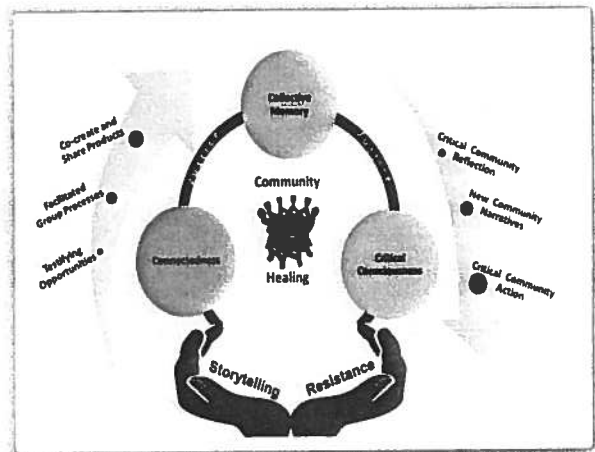 Collective
Memory
Co-create and
Share Products
Facilitated
Group Processes
Testifying
Opportunities
Critical Community
Reflection
New Community
Narratives
Critical Community
Action
Community
Healing
Connectedness
Critical
Consciousness
Storytelling
Resistance